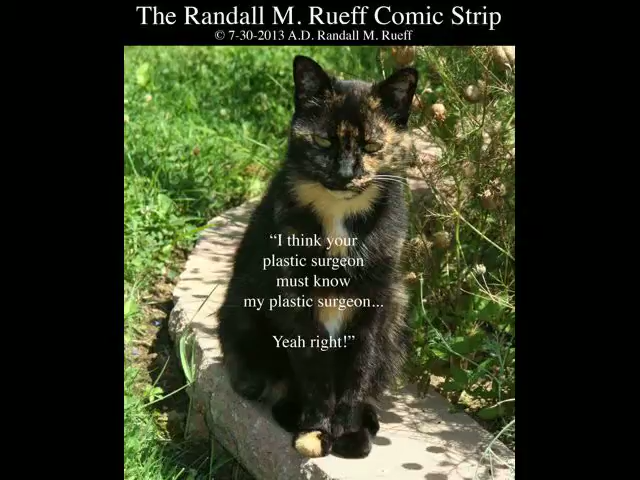 The Randall M. Rueff Comic Strip
© 7-30-2013 A.D. Randall M. Rueff
“I think your
plastic surgeon
must know
my plastic surgeon...
Yeah right!”